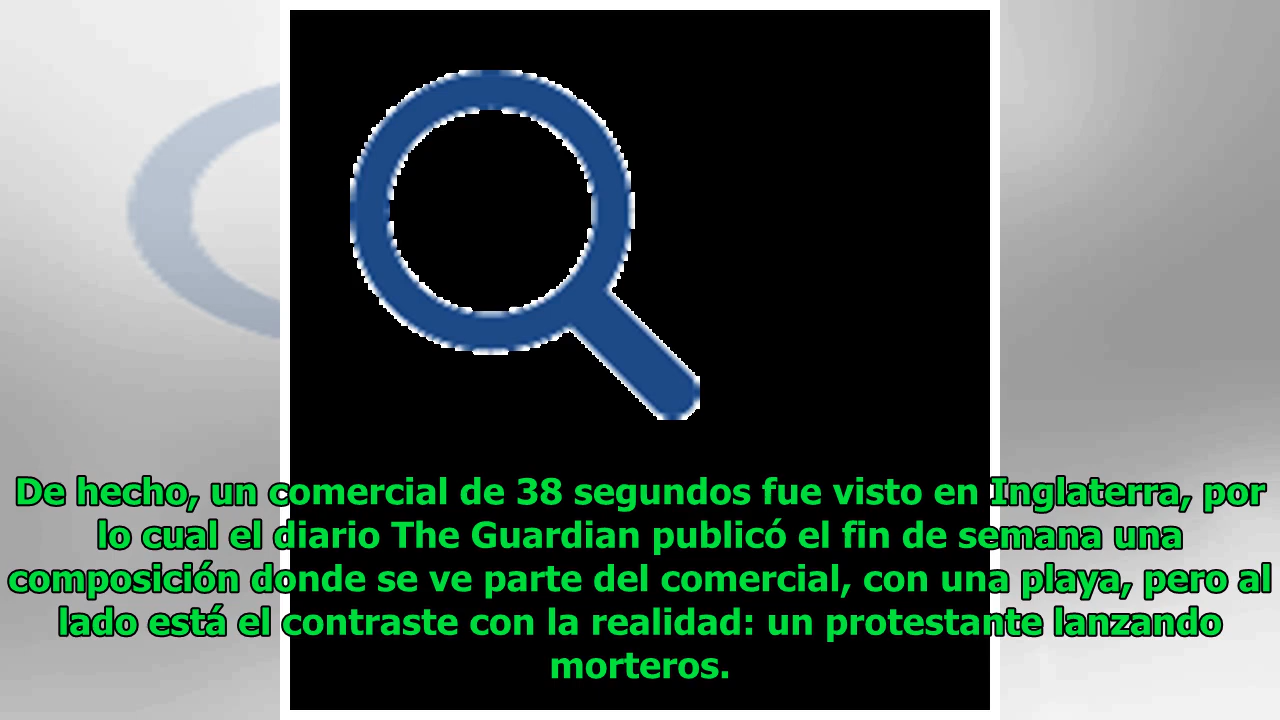 De hecho, un comercial de 38 segundos fue visto en Inglaterra, por
lo cual el diario The Guardian publicó el fin de semana una
composición donde se ve parte del comercial, con una playa, pero al
lado está el contraste con la realidad: un protestante lanzando
morteros.